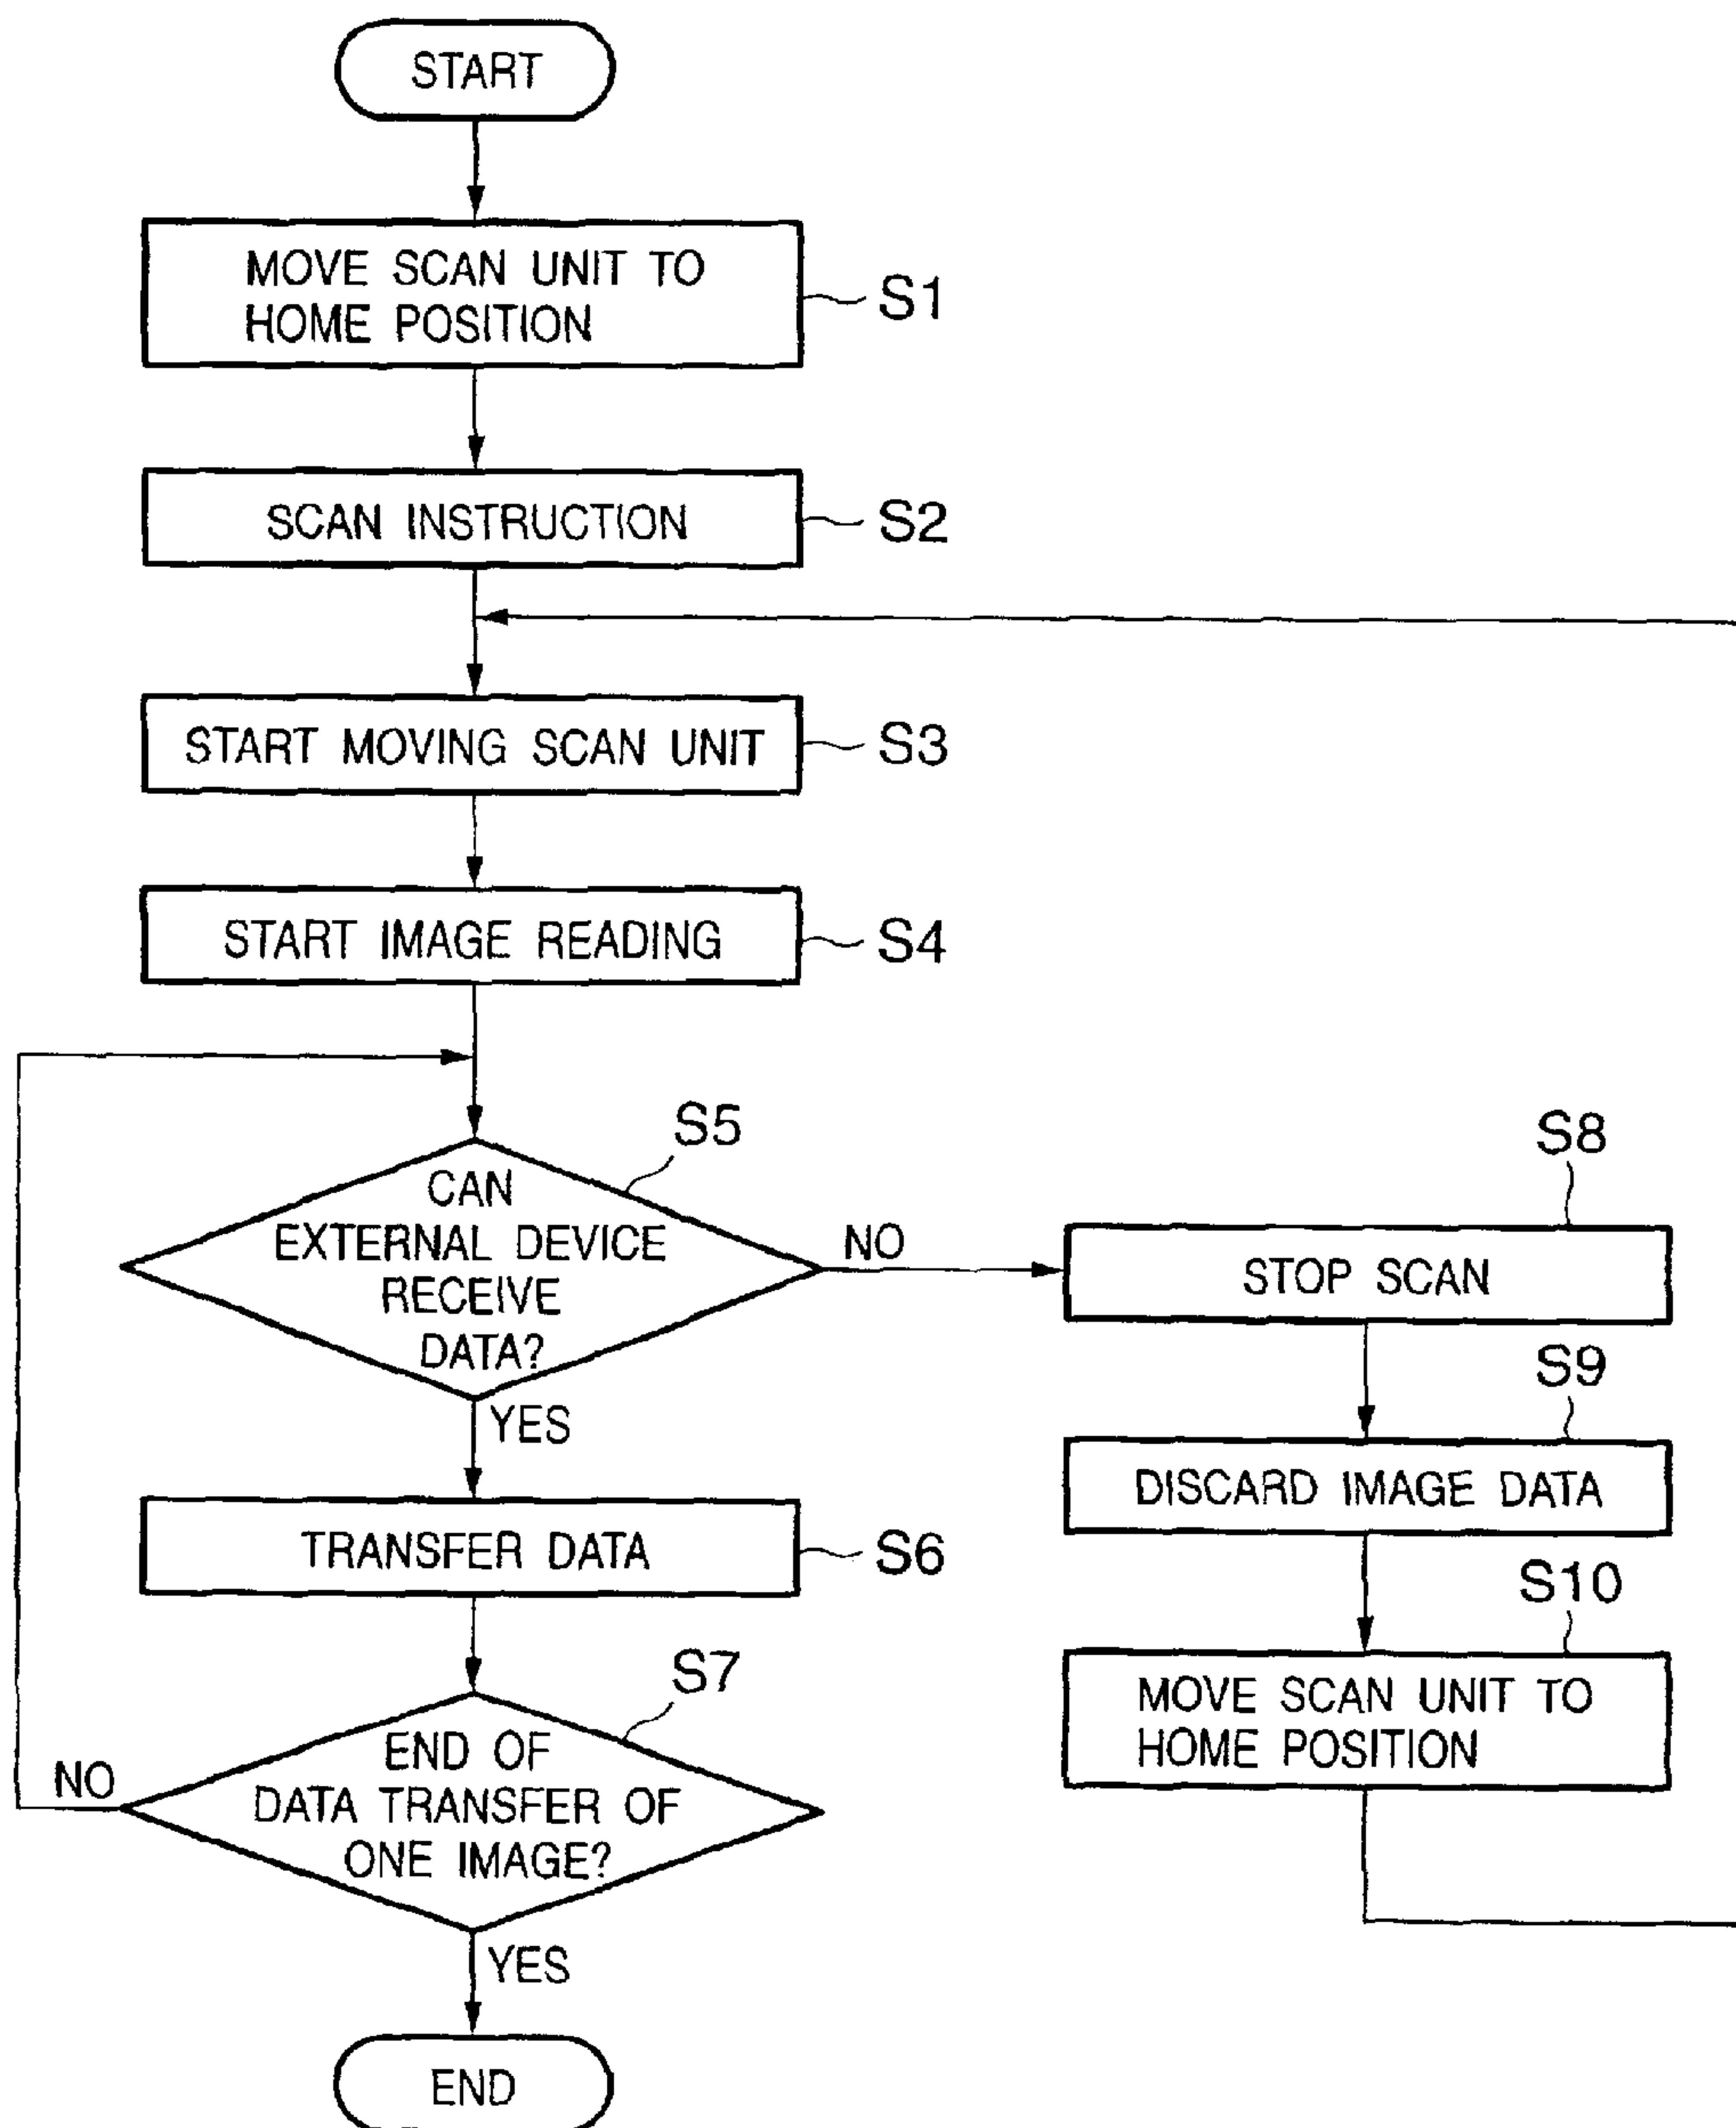 START
MOVE SCAN UNIT TO
HOME POSITION
S1
SCAN INSTRUCTION
S2
START MOVING SCAN UNIT
S3
START IMAGE READING
S4
S5
CAN
EXTERNAL DEVICE
RECEIVE
DATA?
NO
YES
S8
STOP SCAN
S9
DISCARD IMAGE DATA
S10
MOVE SCAN UNIT TO
HOME POSITION
TRANSFER DATA
S6
S7
END OF
DATA TRANSFER OF
ONE IMAGE?
NO
YES
END